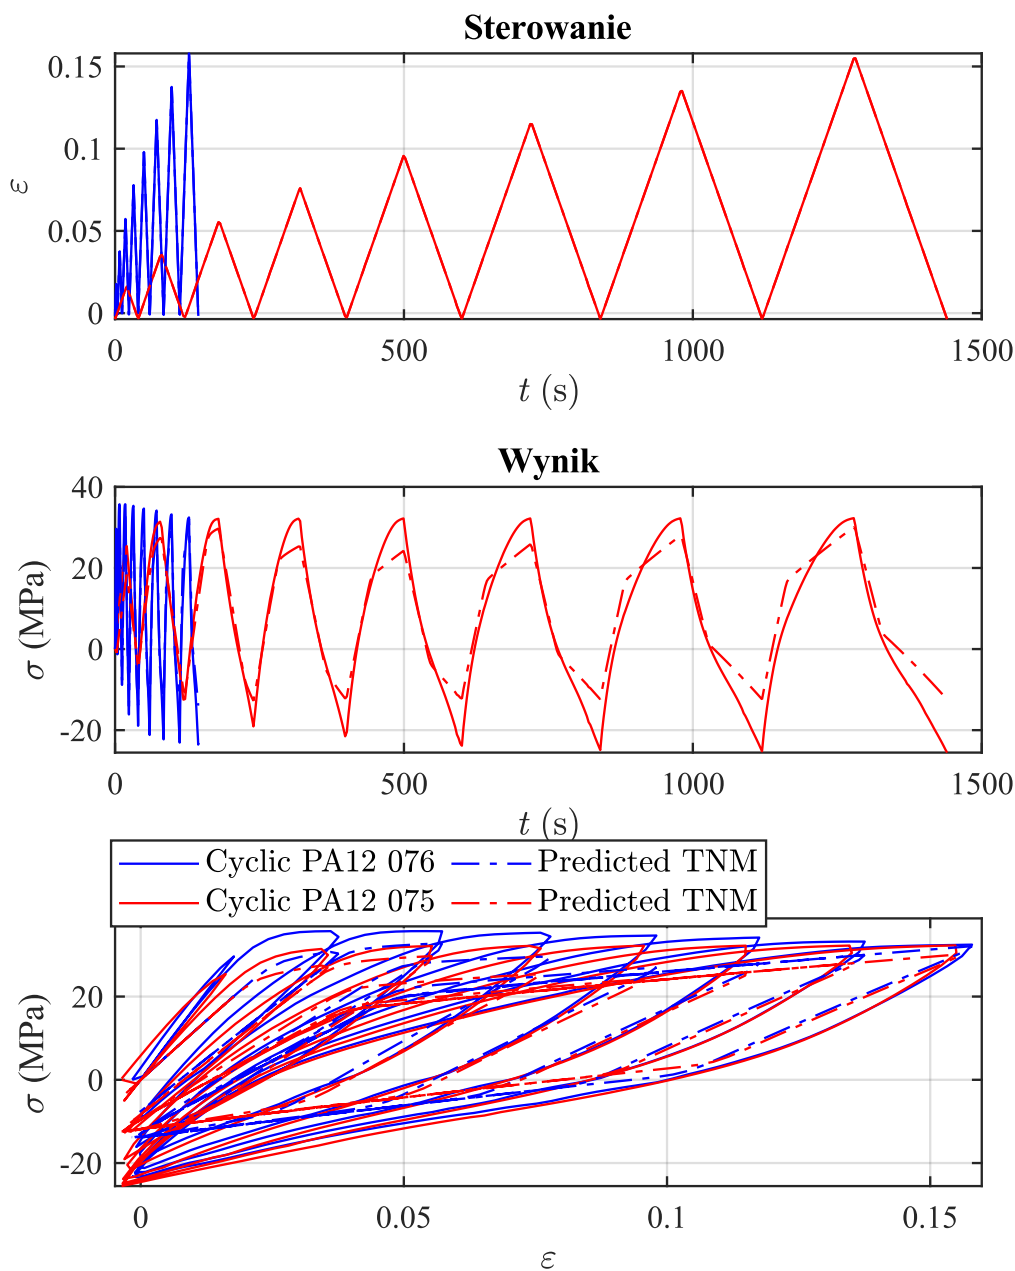 Sterowanie
0.15
0.1
0.05
0
ε
0 500 1000 1500
t (s)
Wynik
40
20
0
-20
σ (MPa)
0 500 1000 1500
t (s)
Cyclic PA12 076 Predicted TNM
Cyclic PA12 075 Predicted TNM
20
0
-20
σ (MPa)
0 0.05 0.1 0.15
ε